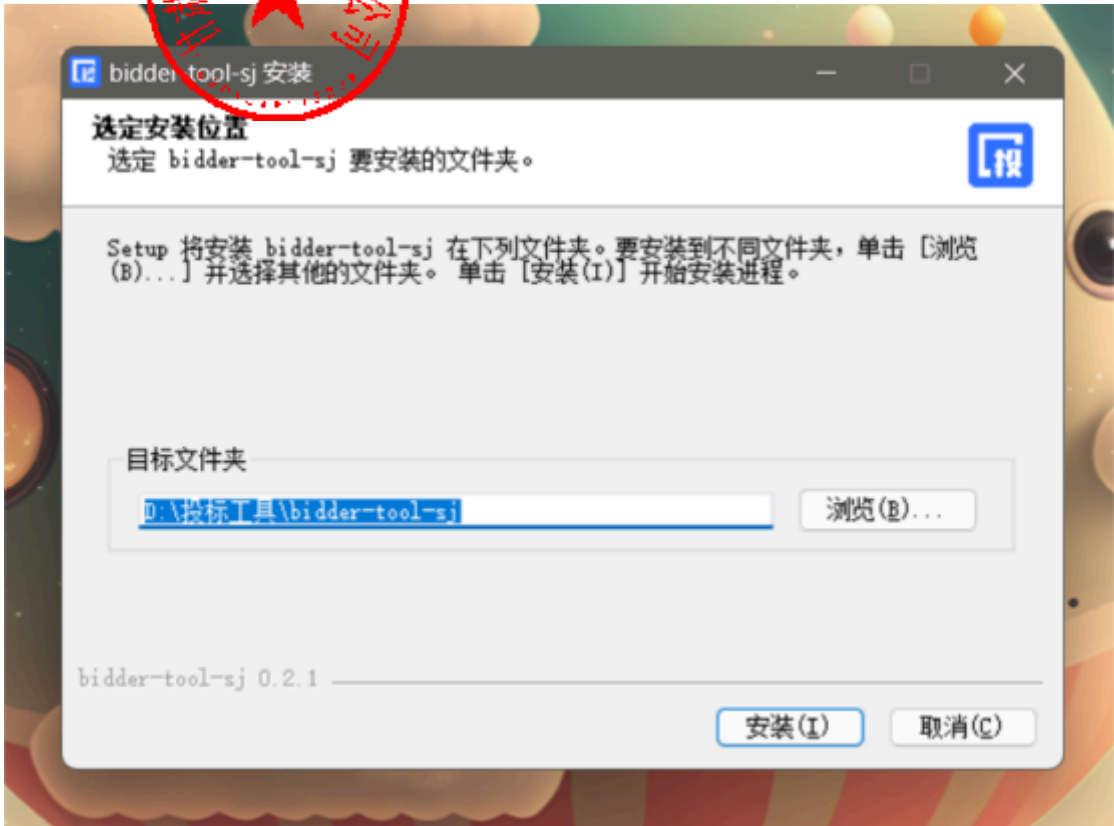 bidder-tool-sj 安装
选定安装位置
选定 bidder-tool-sj 要安装的文件夹。
投
Setup 将安装 bidder-tool-sj 在下列文件夹。要安装到不同文件夹，单击 [浏览
(B)...] 并选择其他的文件夹。 单击 [安装(I)] 开始安装进程。
目标文件夹
D:\投标工具\bidder-tool-sj
浏览(B)...
bidder-tool-sj 0.2.1
安装(I)
取消(C)